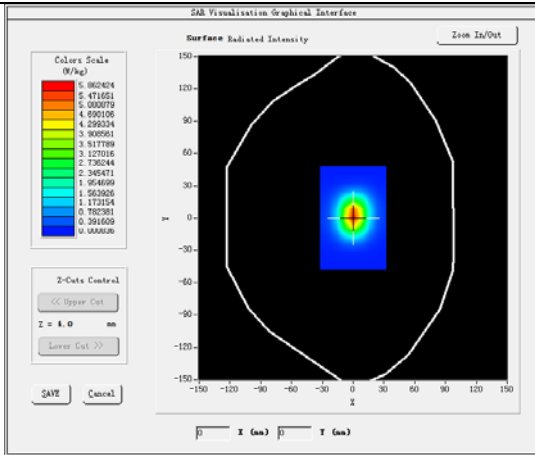 SAR Visualisation Graphical Interface
Surface Radiated Intensity
Zoom In/Out
Colors Scale
(W/kg)
5.862424
5.471651
5.080879
4.690106
4.299334
3.908561
3.517789
3.127016
2.736244
2.345471
1.954699
1.563926
1.173154
0.782381
0.391609
0.000836
Z-Cuts Control
<< Upper Cut
Z = 4.0 mm
Lower Cut >>
SAVE
Cancel
150
120
90
60
30
0
-30
-60
-90
-120
-150
Y
-150 -120 -90 -60 -30 0 30 60 90 120 150
X
0 X (mm) 0 Y (mm)